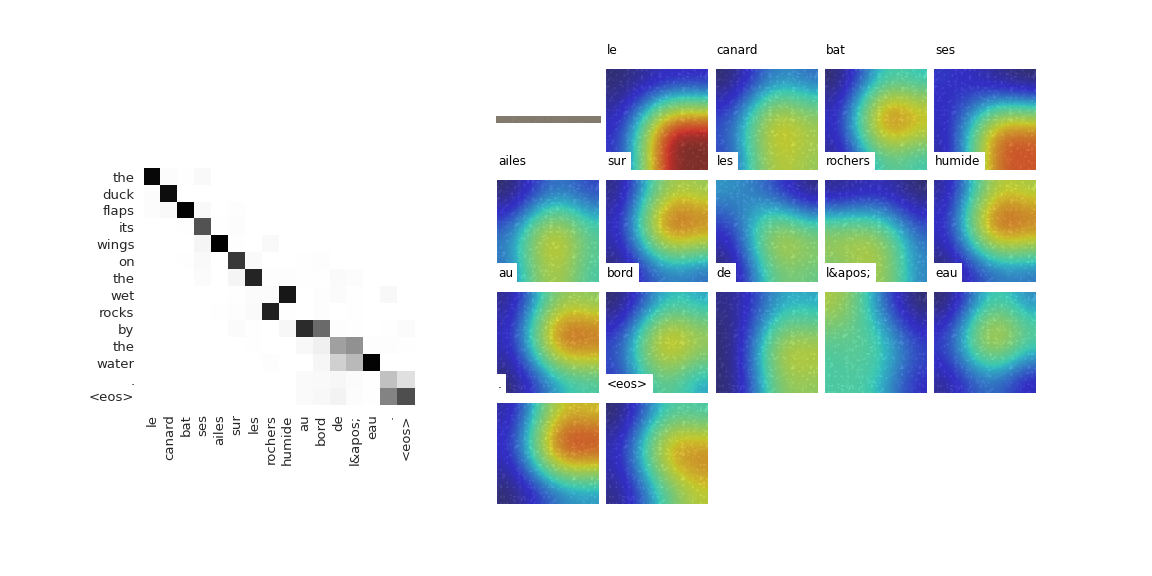 the
duck
flaps
its
wings
on
the
wet
rocks
by
the
water
.
<eos>
le
canard
bat
ses
ailes
sur
les
rochers
humide
au
bord
de
l&apos;
eau
.
<eos>
le canard bat ses
ailes sur les rochers humide
au bord de l&apos; eau
. <eos>